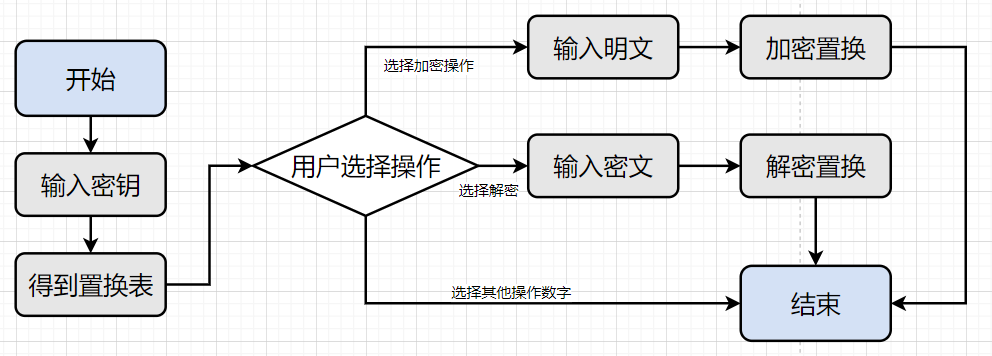 开始
输入密钥
得到置换表
用户选择操作
选择加密操作
输入明文
加密置换
选择解密
输入密文
解密置换
选择其他操作数字
结束